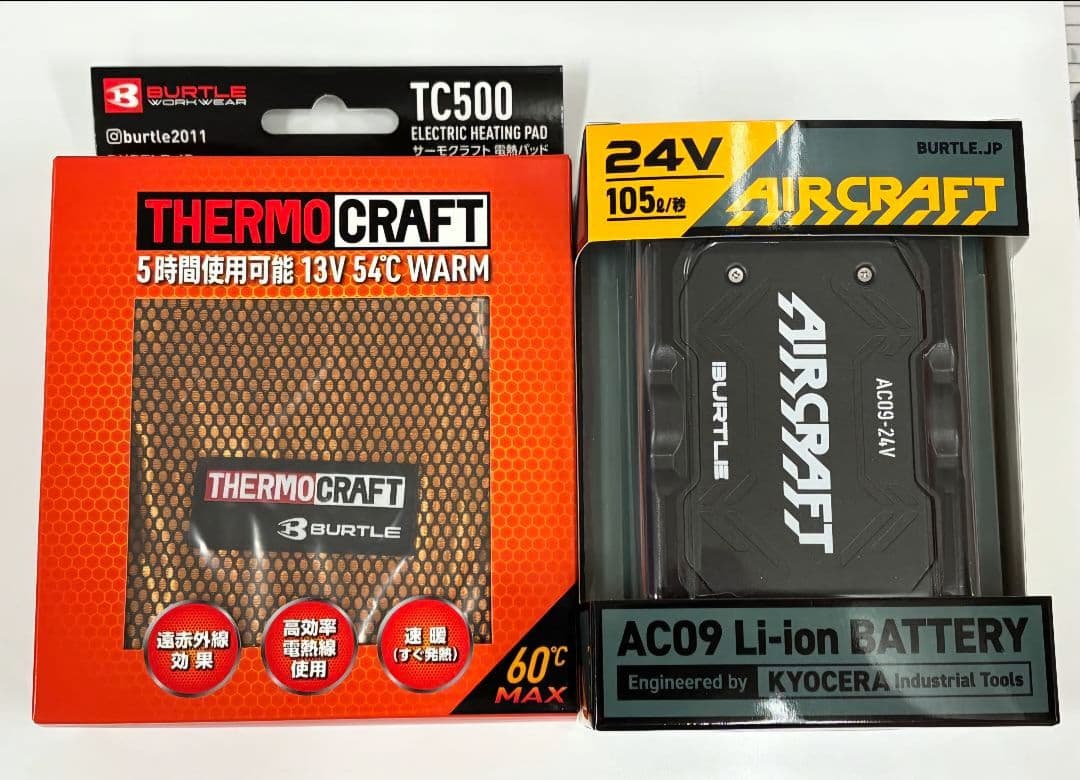 BURTLE
WORKWEAR
@burtle2011
TC500
ELECTRIC HEATING PAD
サーモクラフト 電熱パッド
THERMOCRAFT
5時間使用可能 13V 54℃ WARM
THERMOCRAFT
BURTLE
遠赤外線
効果
高効率
電熱線
使用
速暖
(すぐ発熱)
60℃
MAX
24V
105ℓ/秒
BURTLE.JP
AIRCRAFT
AIRCRAFT
BURTLE
AC09-24V
AC09 Li-ion BATTERY
Engineered by KYOCERA Industrial Tools